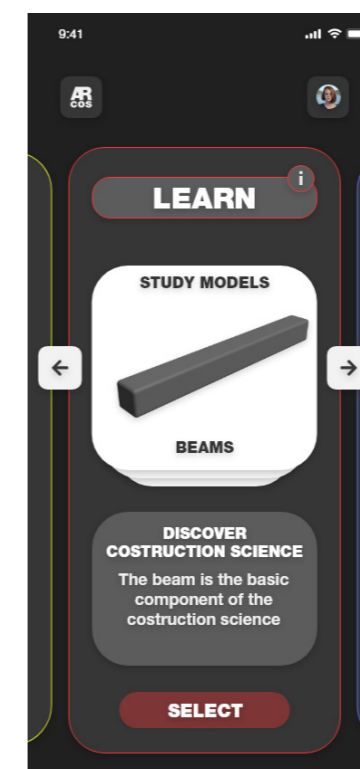 9:41
AR
COS
LEARN
i
STUDY MODELS
BEAMS
DISCOVER
COSTRUCTION SCIENCE
The beam is the basic
component of the
costruction science
SELECT